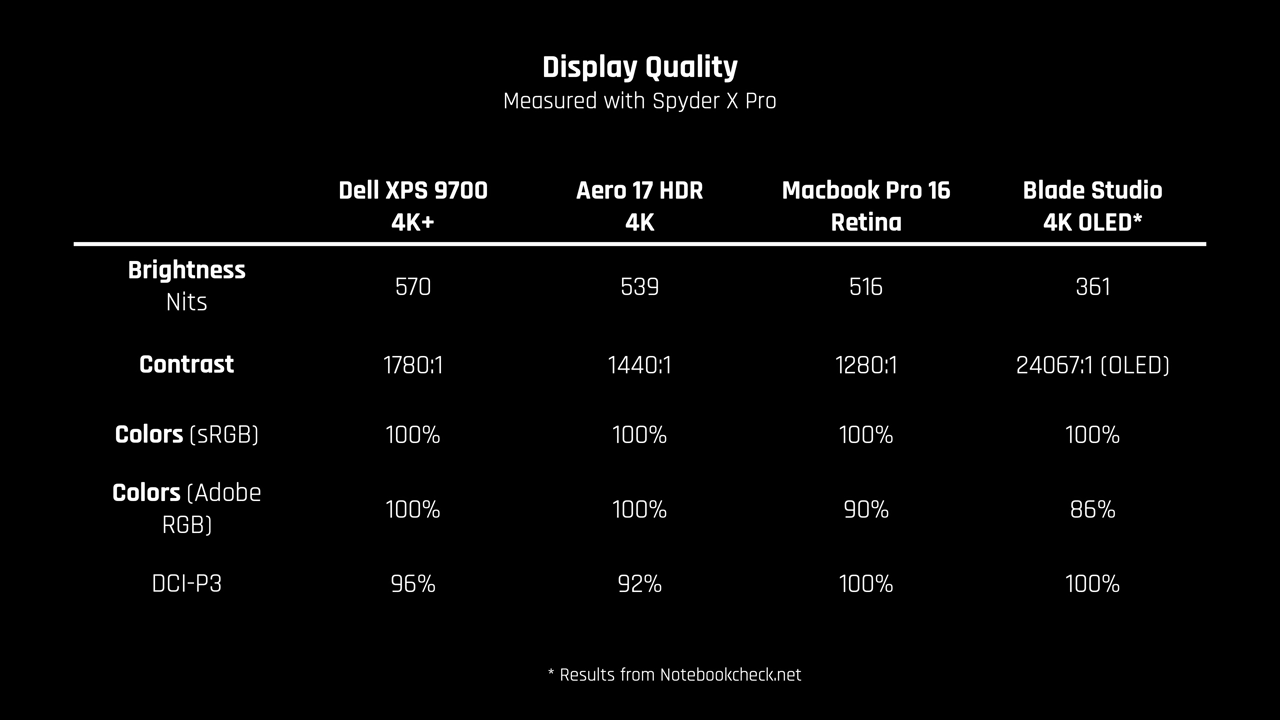 Display Quality
Measured with Spyder X Pro
Dell XPS 9700 Aero 17 HDR Macbook Pro 16 Blade Studio
4K+ 4K Retina 4K OLED*
Brightness
Nits 570 539 516 361
Contrast 1780:1 1440:1 1280:1 24067:1 (OLED)
Colors (sRGB) 100% 100% 100% 100%
Colors (Adobe
RGB) 100% 100% 90% 86%
DCI-P3 96% 92% 100% 100%
* Results from Notebookcheck.net